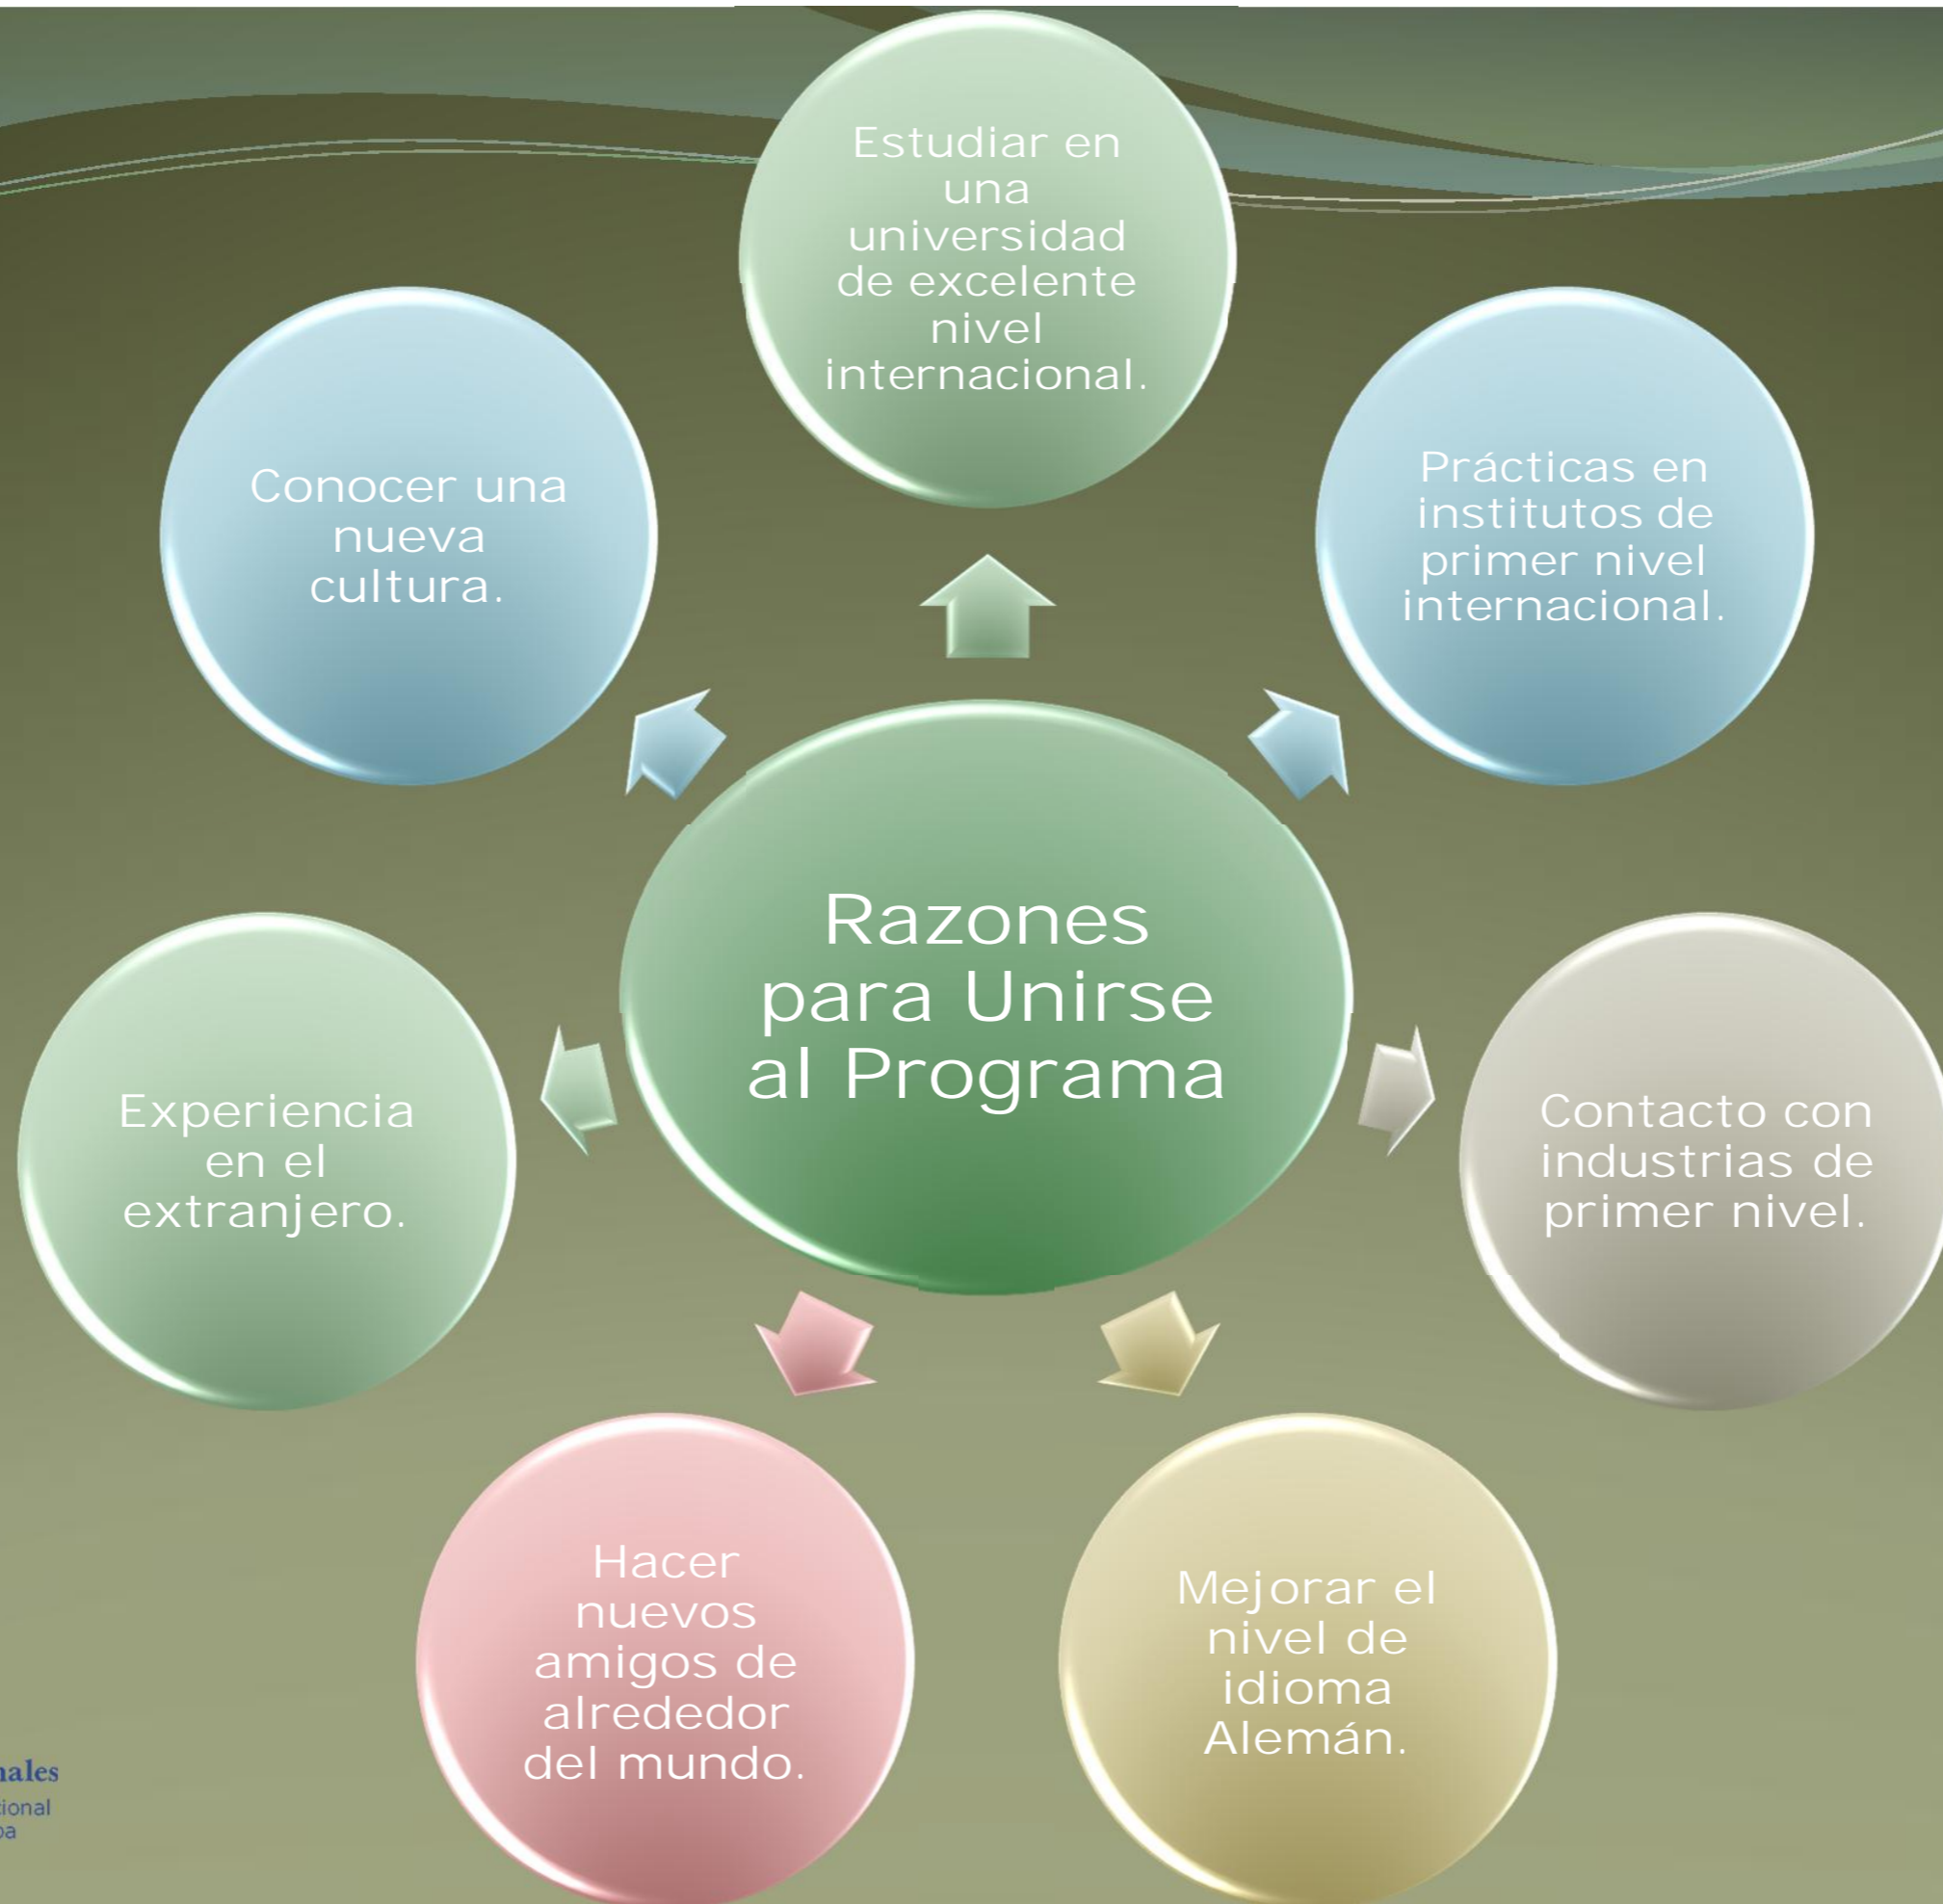 Estudiar en
una
universidad
de excelente
nivel
internacional.
Prácticas en
institutos de
primer nivel
internacional.
Contacto con
industrias de
primer nivel.
Mejorar el
nivel de
idioma
Alemán.
Hacer
nuevos
amigos de
alrededor
del mundo.
Experiencia
en el
extranjero.
Conocer una
nueva
cultura.
Razones
para Unirse
al Programa